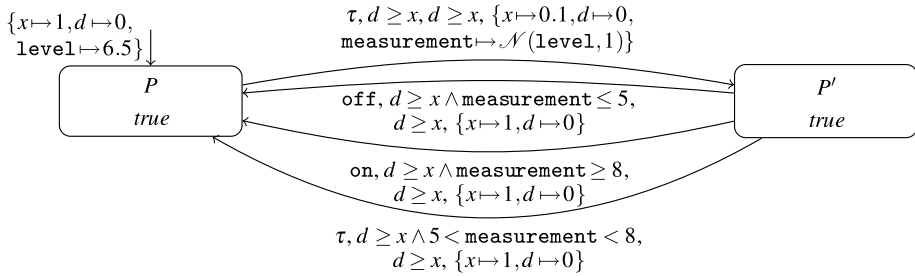 {x↦1,d↦0,
level↦6.5}
τ, d ≥ x, d ≥ x, {x↦0.1,d↦0,
measurement↦𝒩(level,1)}
P
true
P′
true
off, d ≥ x ∧ measurement ≤ 5,
d ≥ x, {x↦1,d↦0}
on, d ≥ x ∧ measurement ≥ 8,
d ≥ x, {x↦1,d↦0}
τ, d ≥ x ∧ 5 < measurement < 8,
d ≥ x, {x↦1,d↦0}